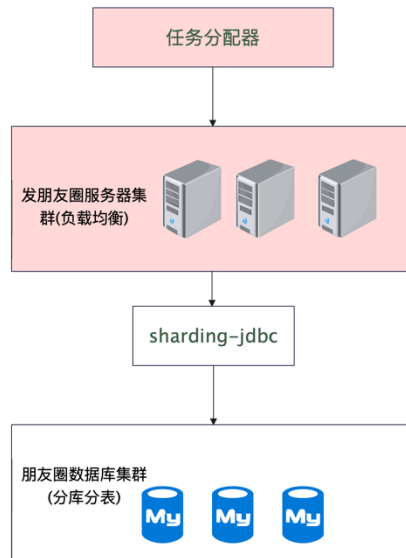 任务分配器
发朋友圈服务器集
群(负载均衡)
sharding-jdbc
朋友圈数据库集群
(分库分表)
My
My
My